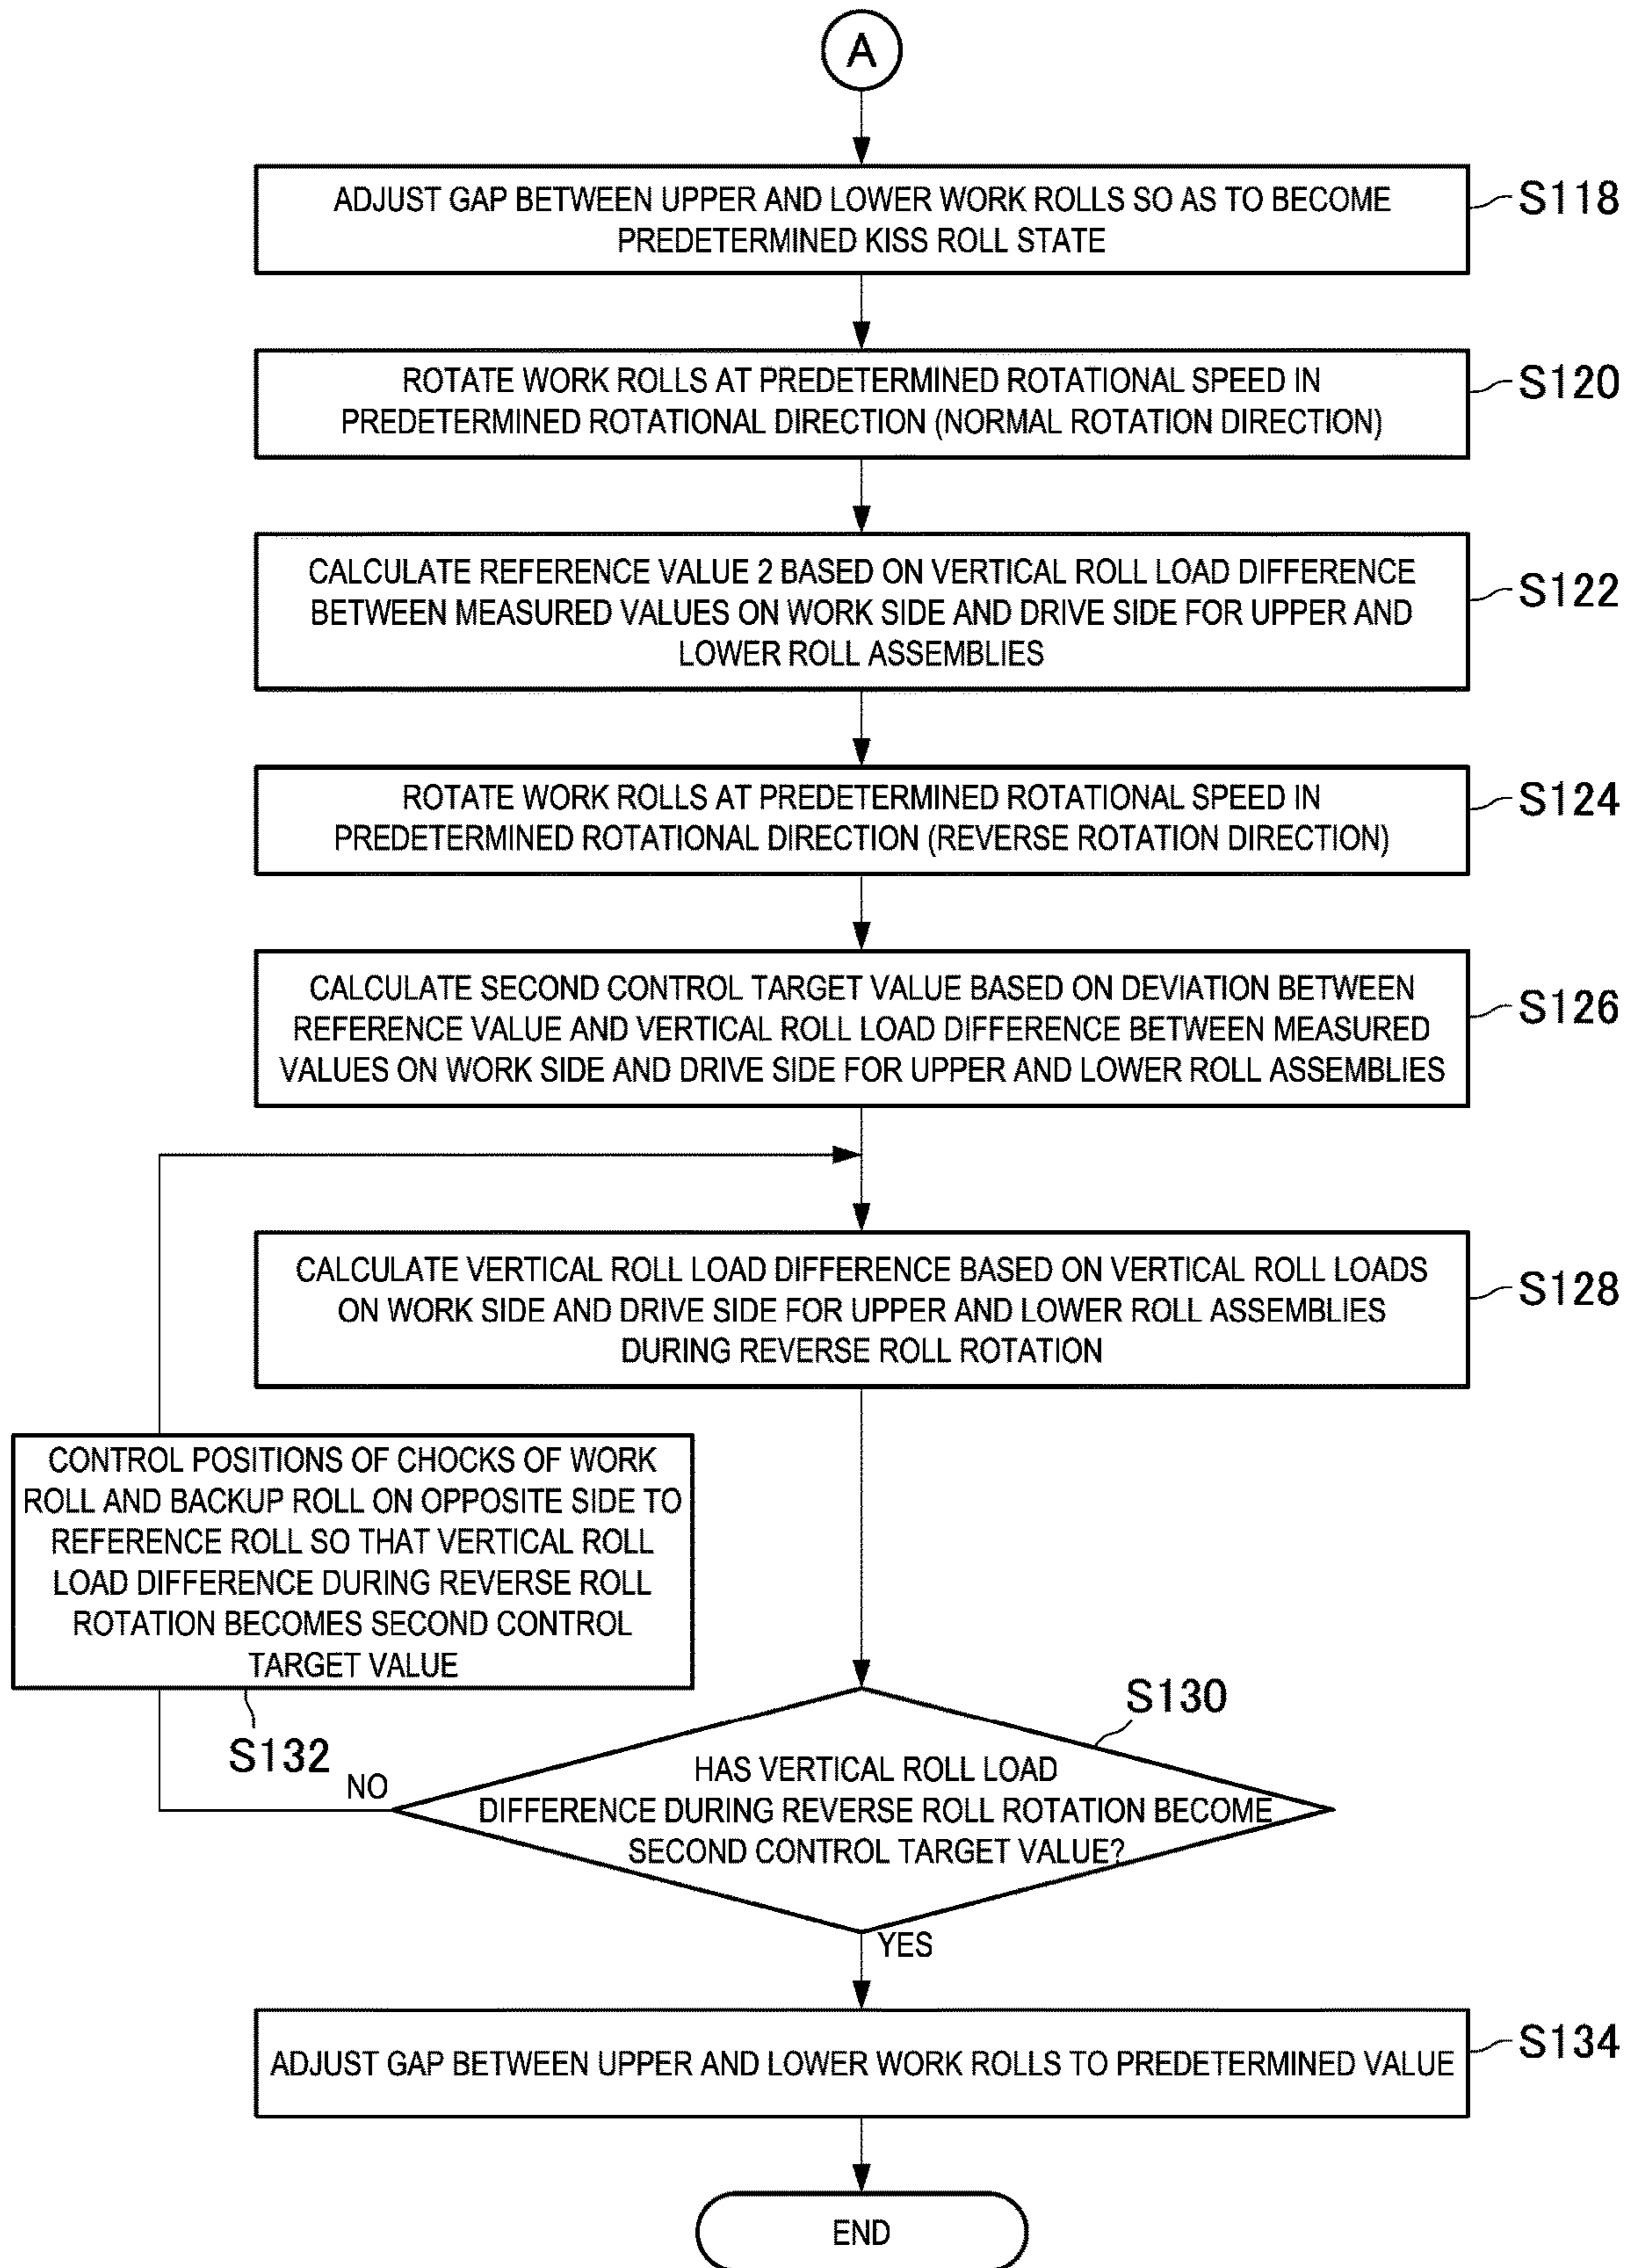 A
ADJUST GAP BETWEEN UPPER AND LOWER WORK ROLLS SO AS TO BECOME
PREDETERMINED KISS ROLL STATE
S118
ROTATE WORK ROLLS AT PREDETERMINED ROTATIONAL SPEED IN
PREDETERMINED ROTATIONAL DIRECTION (NORMAL ROTATION DIRECTION)
S120
CALCULATE REFERENCE VALUE 2 BASED ON VERTICAL ROLL LOAD DIFFERENCE
BETWEEN MEASURED VALUES ON WORK SIDE AND DRIVE SIDE FOR UPPER AND
LOWER ROLL ASSEMBLIES
S122
ROTATE WORK ROLLS AT PREDETERMINED ROTATIONAL SPEED IN
PREDETERMINED ROTATIONAL DIRECTION (REVERSE ROTATION DIRECTION)
S124
CALCULATE SECOND CONTROL TARGET VALUE BASED ON DEVIATION BETWEEN
REFERENCE VALUE AND VERTICAL ROLL LOAD DIFFERENCE BETWEEN MEASURED
VALUES ON WORK SIDE AND DRIVE SIDE FOR UPPER AND LOWER ROLL ASSEMBLIES
S126
CALCULATE VERTICAL ROLL LOAD DIFFERENCE BASED ON VERTICAL ROLL LOADS
ON WORK SIDE AND DRIVE SIDE FOR UPPER AND LOWER ROLL ASSEMBLIES
DURING REVERSE ROLL ROTATION
S128
CONTROL POSITIONS OF CHOCKS OF WORK
ROLL AND BACKUP ROLL ON OPPOSITE SIDE TO
REFERENCE ROLL SO THAT VERTICAL ROLL
LOAD DIFFERENCE DURING REVERSE ROLL
ROTATION BECOMES SECOND CONTROL
TARGET VALUE
S132
S130
HAS VERTICAL ROLL LOAD
DIFFERENCE DURING REVERSE ROLL ROTATION BECOME
SECOND CONTROL TARGET VALUE?
NO
YES
ADJUST GAP BETWEEN UPPER AND LOWER WORK ROLLS TO PREDETERMINED VALUE
S134
END